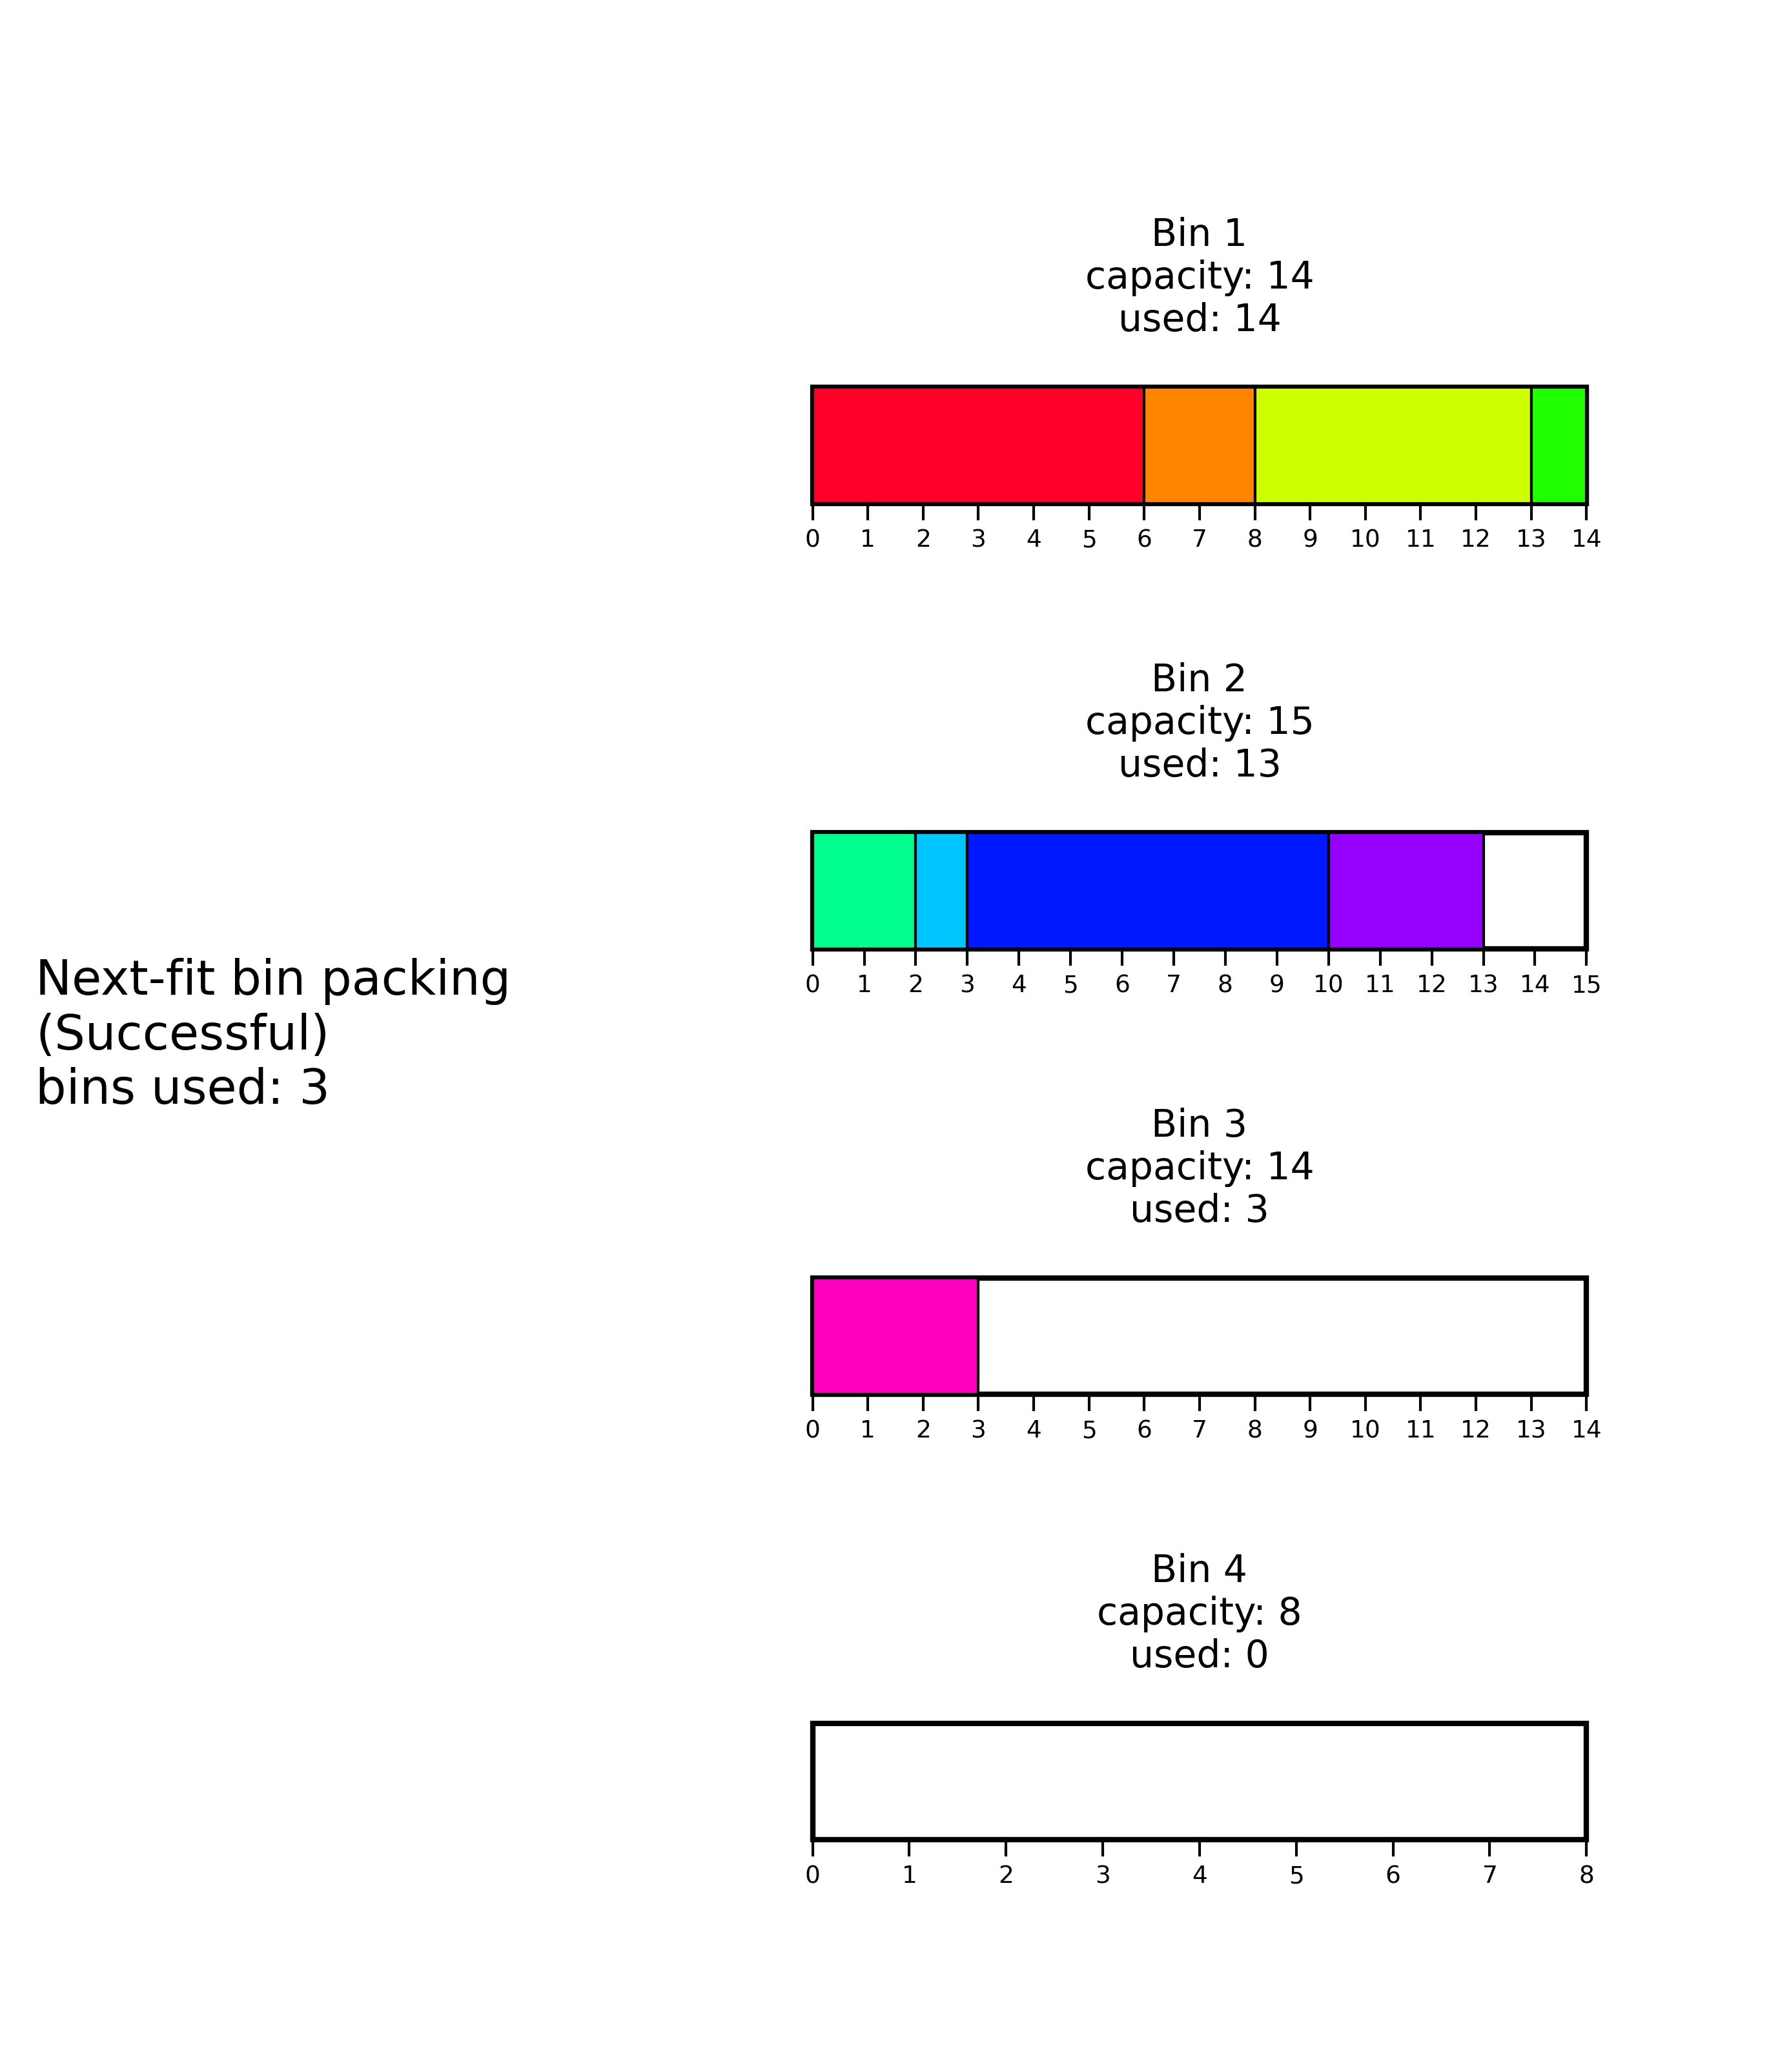 Bin 1
capacity: 14
used: 14
0 1 2 3 4 5 6 7 8 9 10 11 12 13 14
Bin 2
capacity: 15
used: 13
0 1 2 3 4 5 6 7 8 9 10 11 12 13 14 15
Next-fit bin packing
(Successful)
bins used: 3
Bin 3
capacity: 14
used: 3
0 1 2 3 4 5 6 7 8 9 10 11 12 13 14
Bin 4
capacity: 8
used: 0
0 1 2 3 4 5 6 7 8